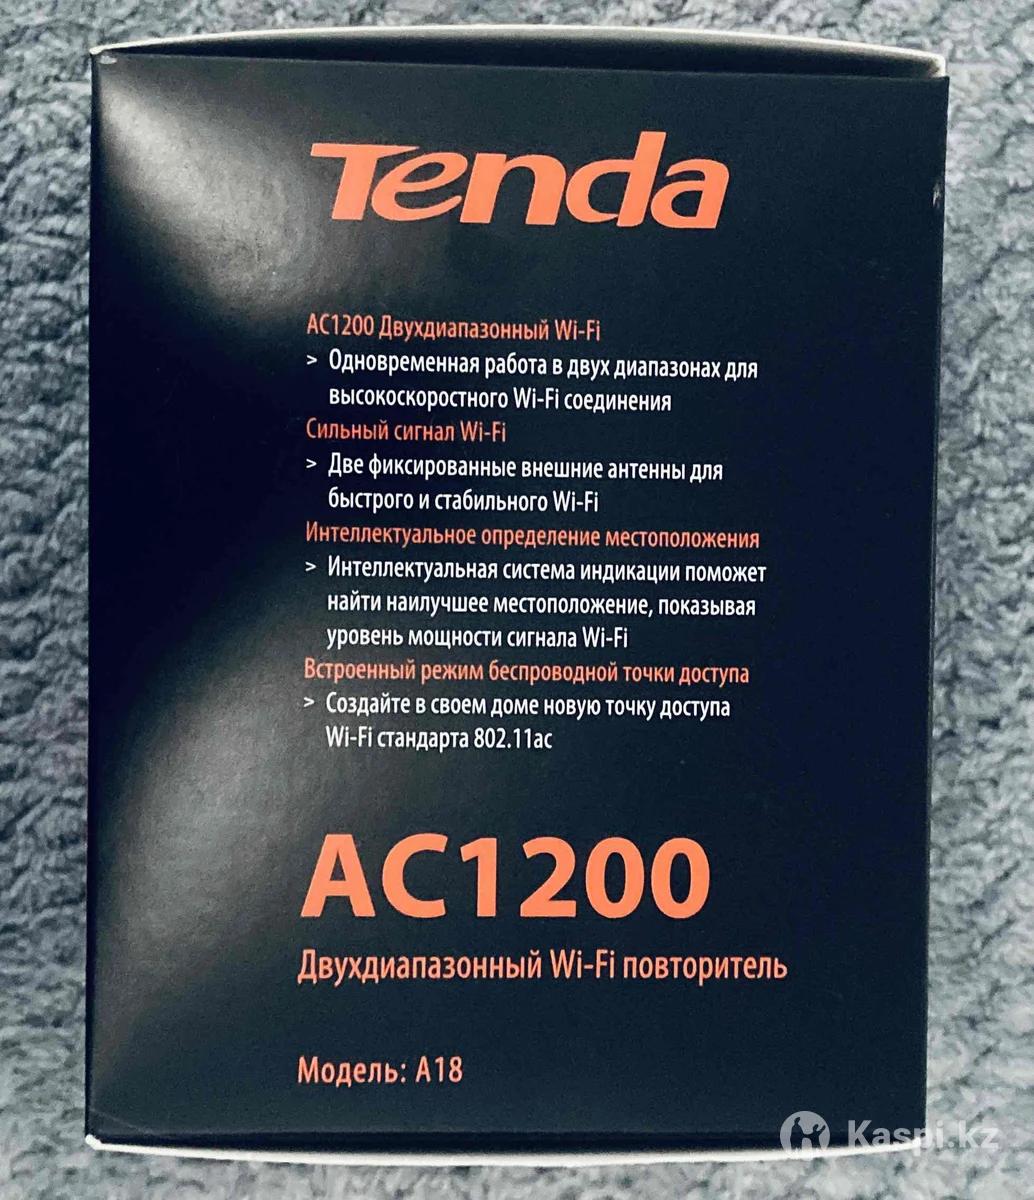 Tenda
AC1200 Двухдиапазонный Wi-Fi
> Одновременная работа в двух диапазонах для
высокоскоростного Wi-Fi соединения
Сильный сигнал Wi-Fi
> Две фиксированные внешние антенны для
быстрого и стабильного Wi-Fi
Интеллектуальное определение местоположения
> Интеллектуальная система индикации поможет
найти наилучшее местоположение, показывая
уровень мощности сигнала Wi-Fi
Встроенный режим беспроводной точки доступа
> Создайте в своем доме новую точку доступа
Wi-Fi стандарта 802.11ac
AC1200
Двухдиапазонный Wi-Fi повторитель
Модель: A18
Kaspi.kz